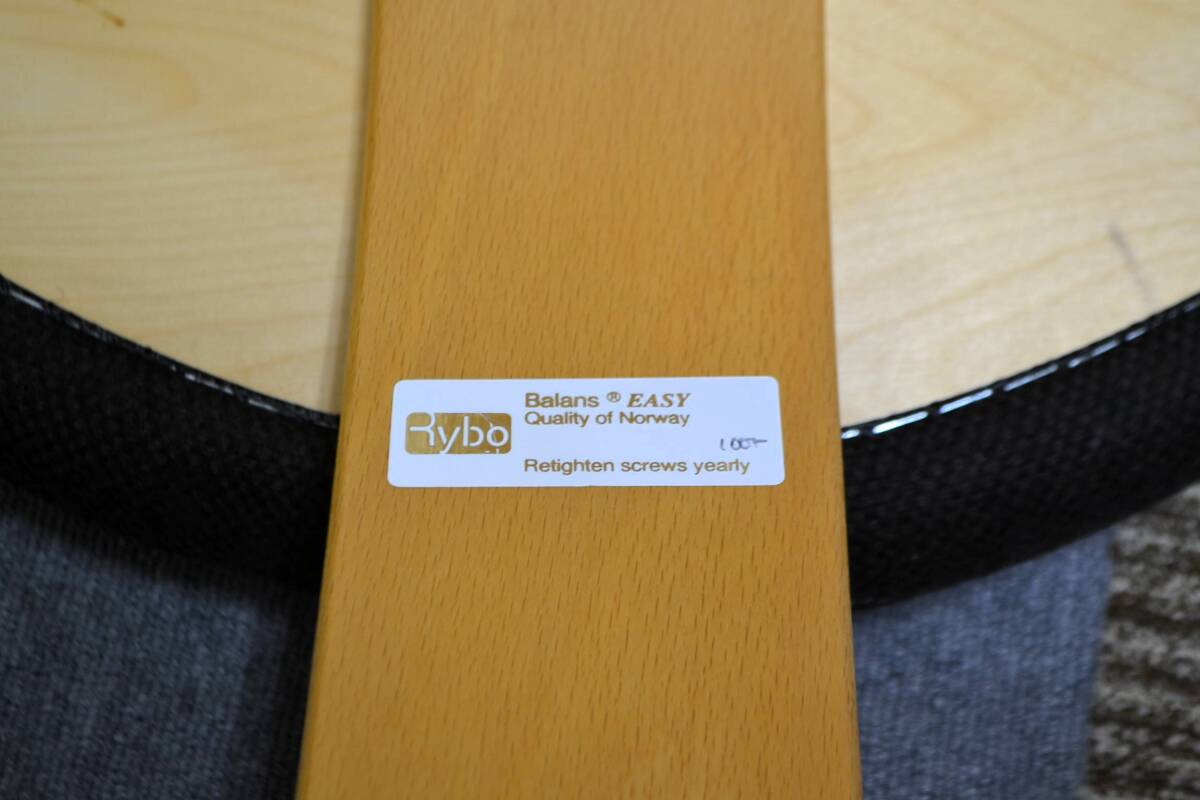 Rybo
Balans ® EASY
Quality of Norway
Retighten screws yearly